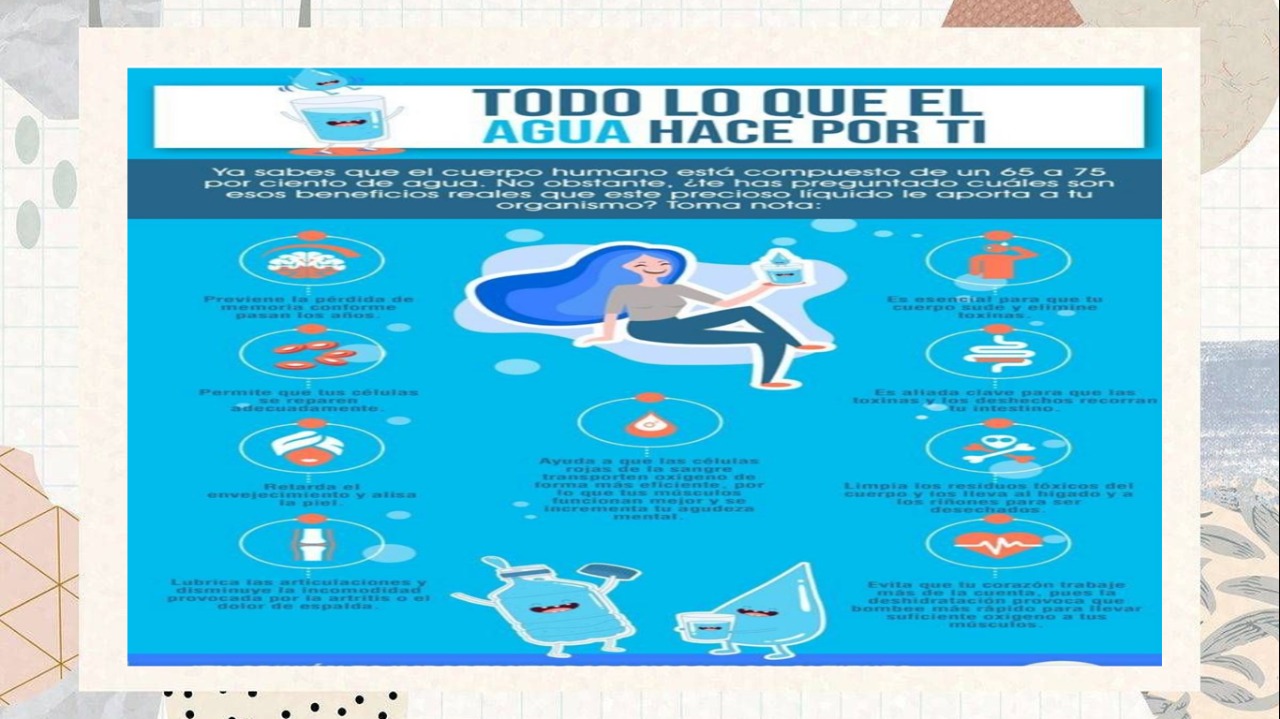 TODO LO QUE EL
AGUA HACE POR TI
Ya sabes que el cuerpo humano está compuesto de un 65 a 75
por ciento de agua. No obstante, ¿te has preguntado cuáles son
esos beneficios reales que este precioso líquido le aporta a tu
organismo? Toma nota:
Previene la pérdida de
memoria conforme
pasan los años.
Permite que tus células
se reparen
adecuadamente.
Retarda el
envejecimiento y alisa
la piel.
Lubrica las articulaciones y
disminuye la incomodidad
provocada por la artritis o el
dolor de espalda.
Ayuda a que las células
rojas de la sangre
transporten oxígeno de
forma más eficiente, por
lo que tus músculos
funcionan mejor y se
incrementa tu agudeza
mental.
Es esencial para que tu
cuerpo sude y elimine
toxinas.
Es aliada clave para que las
toxinas y los deshechos recorran
tu intestino.
Limpia los residuos tóxicos del
cuerpo y los lleva al hígado y a
los riñones para ser
desechados.
Evita que tu corazón trabaje
más de la cuenta, pues la
deshidratación provoca que
bombee más rápido para llevar
suficiente oxígeno a tus
músculos.